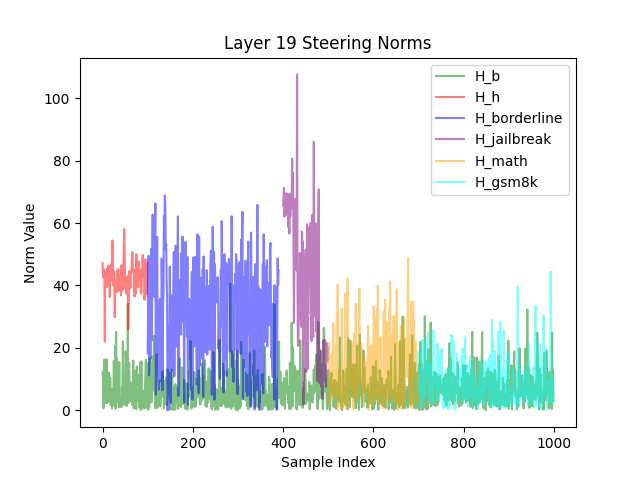 Layer 19 Steering Norms
H_b
H_h
H_borderline
H_jailbreak
H_math
H_gsm8k
Norm Value
100
80
60
40
20
0
0
200
400
600
800
1000
Sample Index